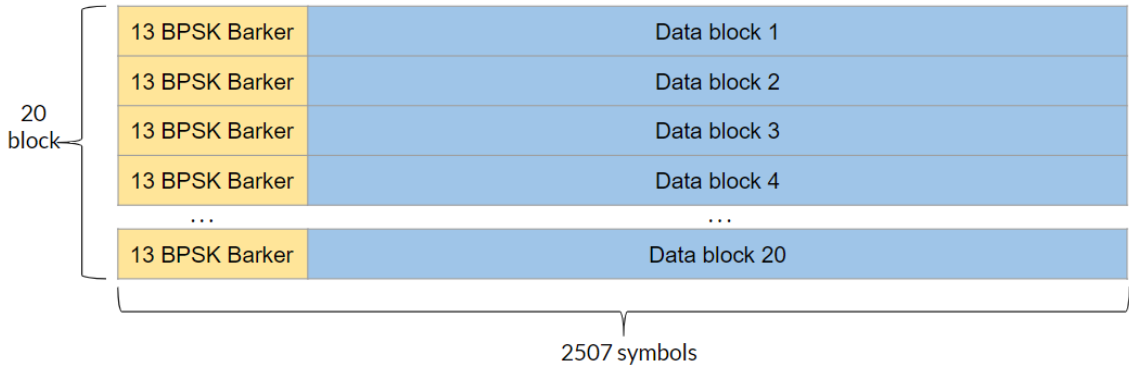 13 BPSK Barker Data block 1
13 BPSK Barker Data block 2
20
block
13 BPSK Barker Data block 3
13 BPSK Barker Data block 4
... ...
13 BPSK Barker Data block 20
2507 symbols